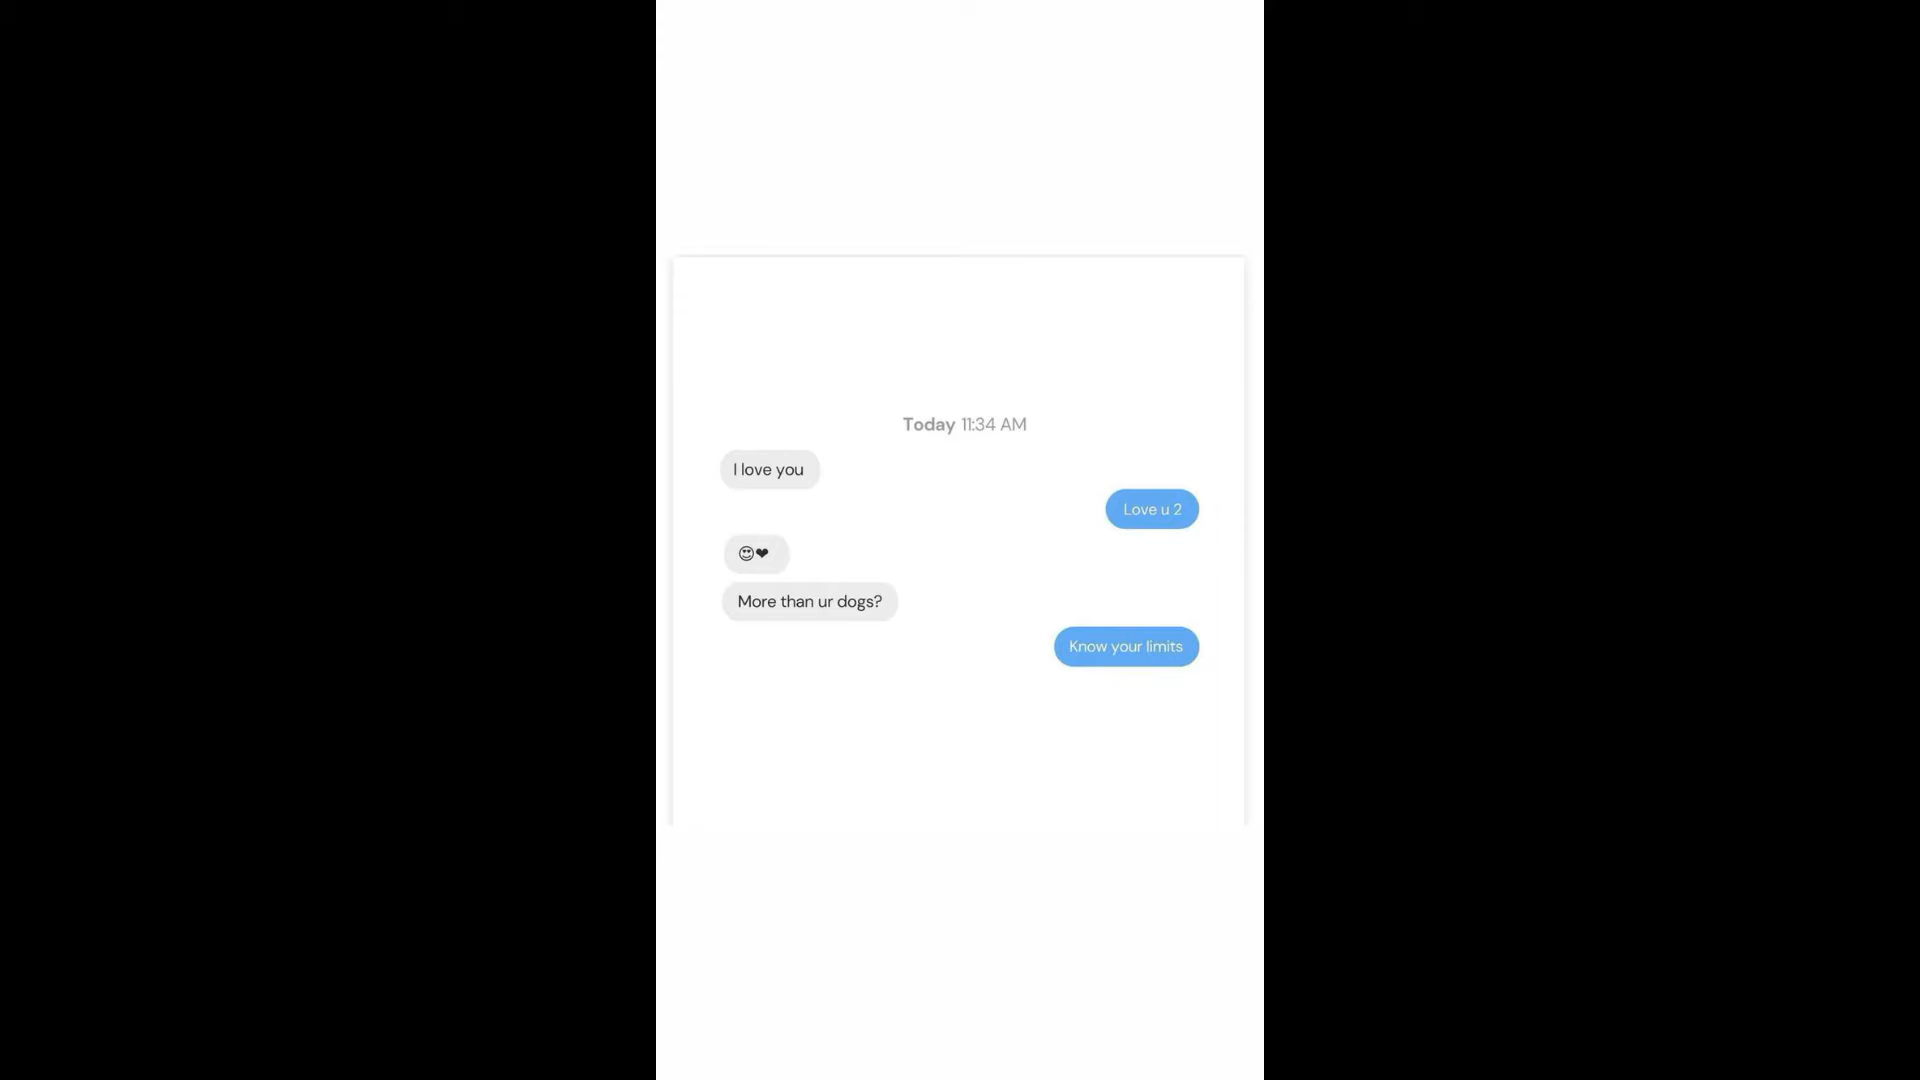 Today 11:34 AM
I love you
Love u 2
😍❤
More than ur dogs?
Know your limits